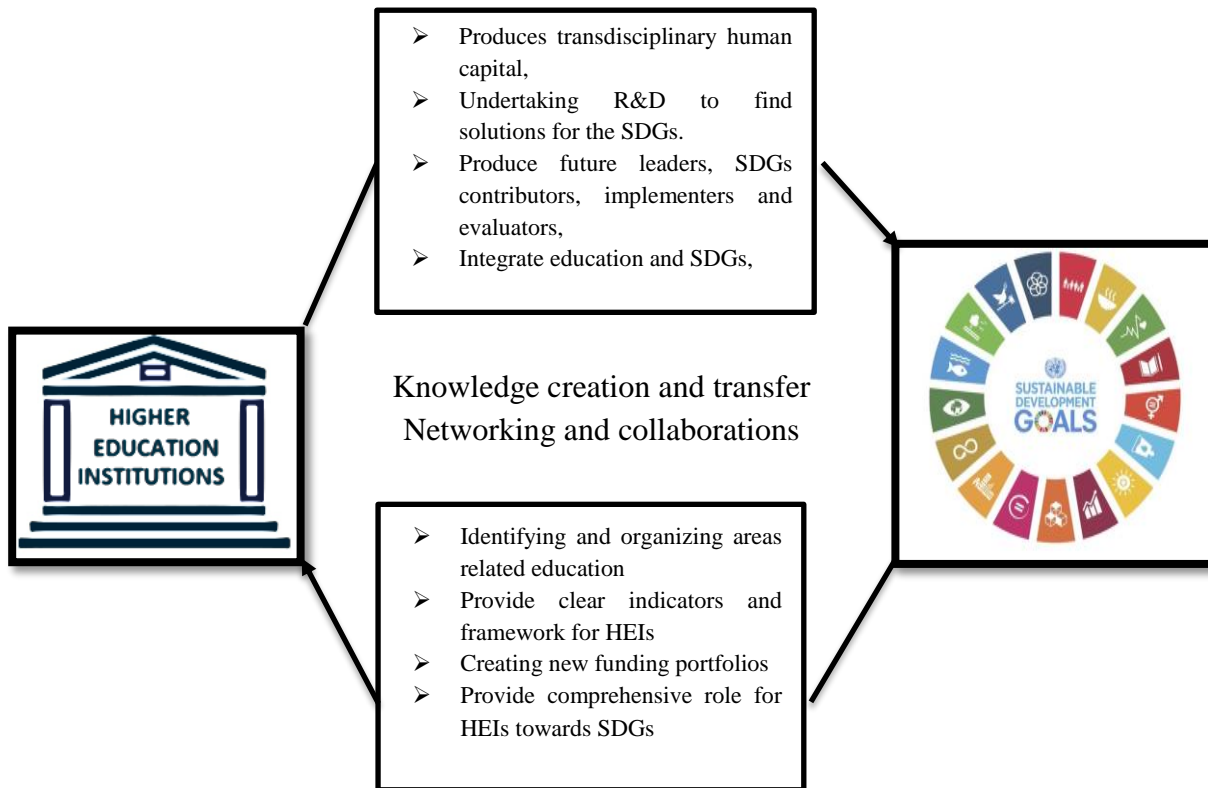 ➢ Produces transdisciplinary human
capital,
➢ Undertaking R&D to find
solutions for the SDGs.
➢ Produce future leaders, SDGs
contributors, implementers and
evaluators,
➢ Integrate education and SDGs,
HIGHER
EDUCATION
INSTITUTIONS
Knowledge creation and transfer
Networking and collaborations
SUSTAINABLE
DEVELOPMENT
GOALS
➢ Identifying and organizing areas
related education
➢ Provide clear indicators and
framework for HEIs
➢ Creating new funding portfolios
➢ Provide comprehensive role for
HEIs towards SDGs